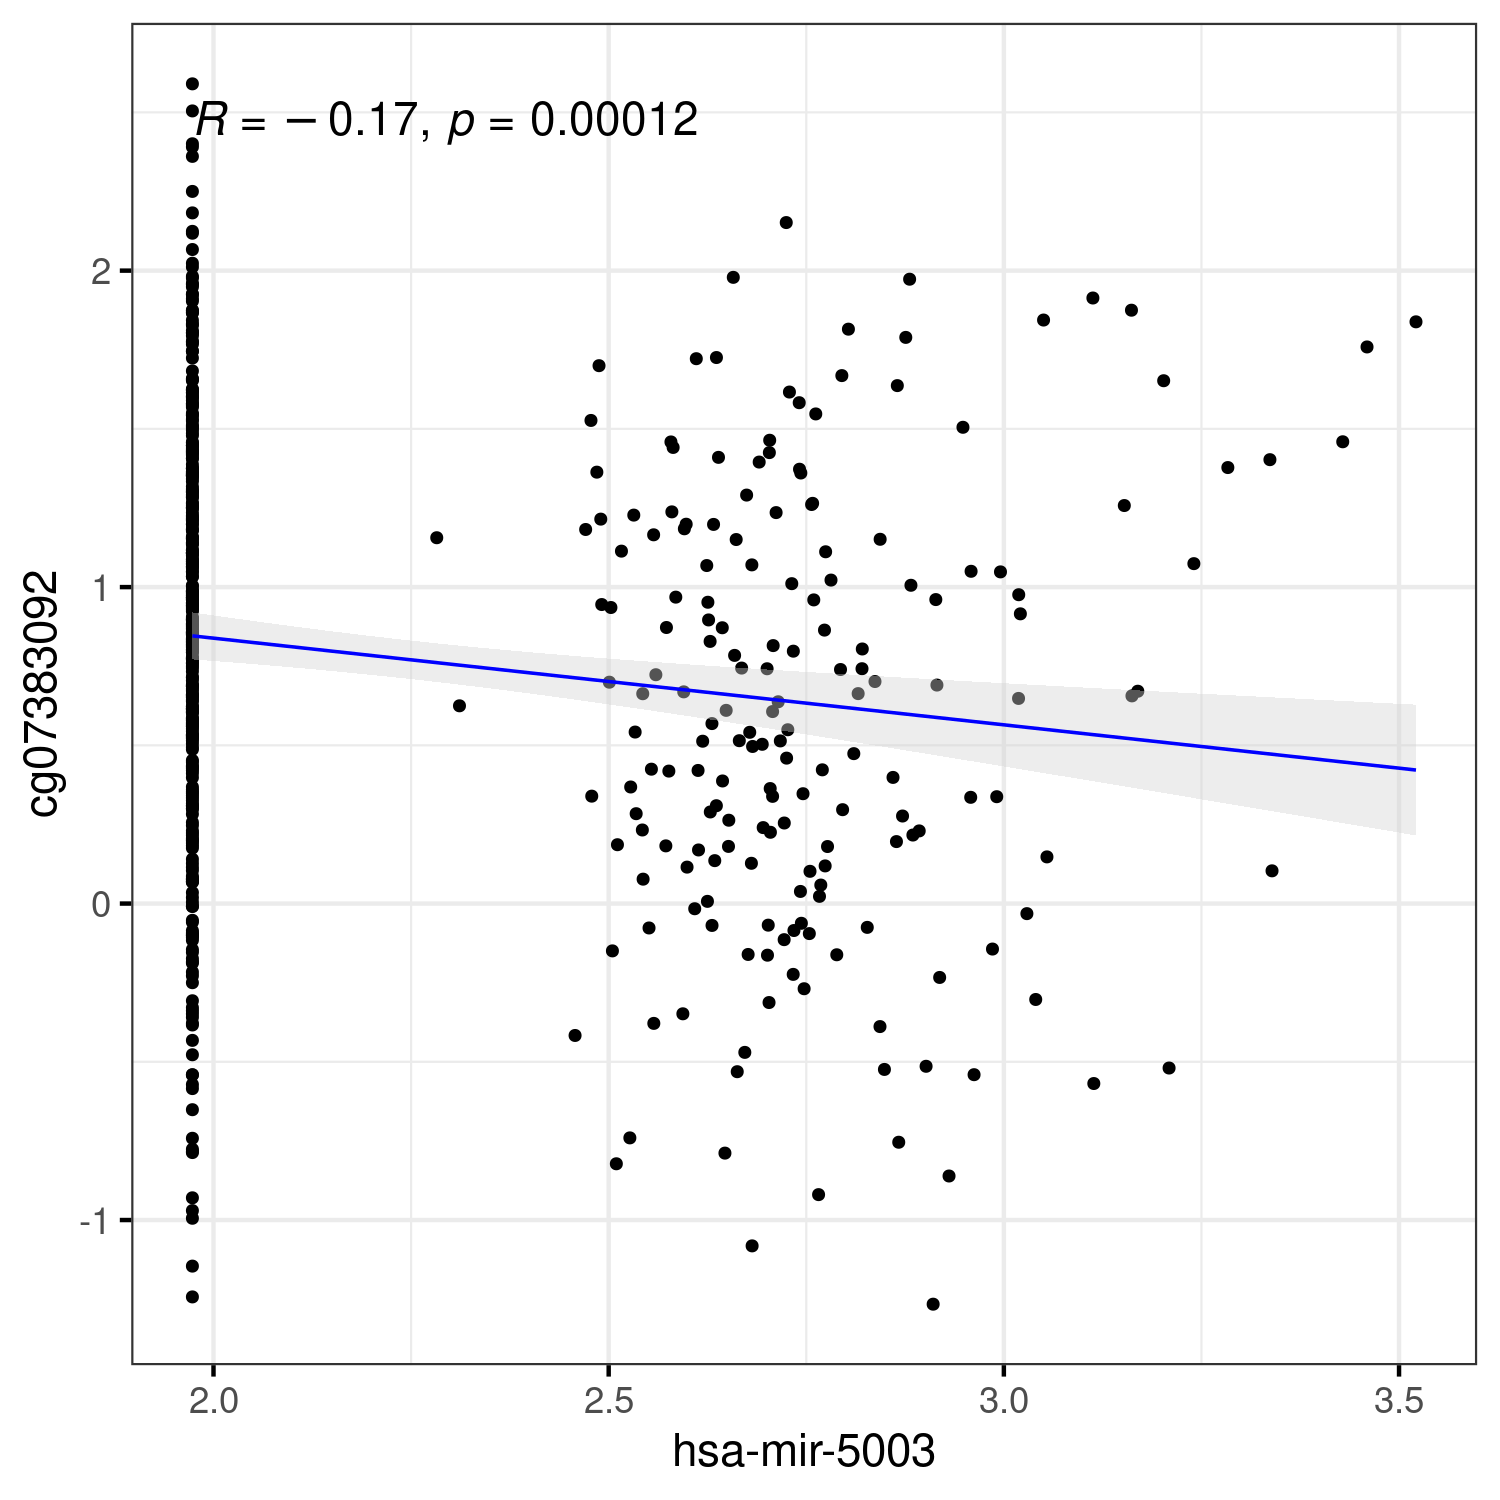 R = − 0.17, p = 0.00012
cg07383092
2
1
0
-1
2.0 2.5 3.0 3.5
hsa-mir-5003